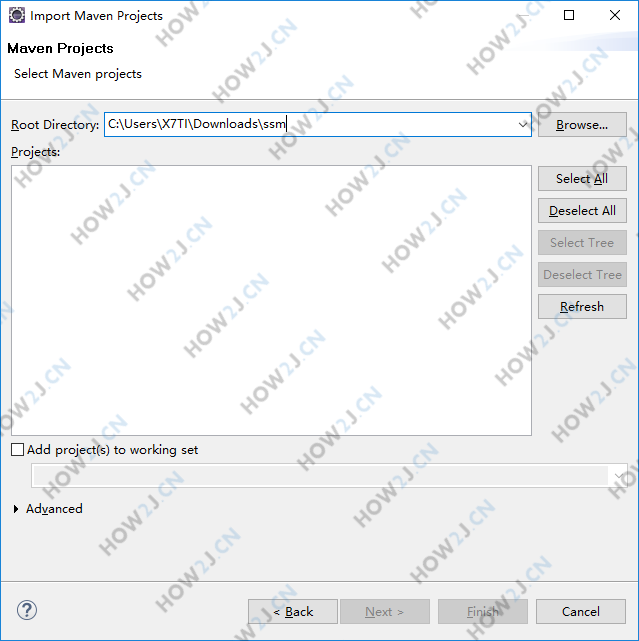 Import Maven Projects
Maven Projects
Select Maven projects
Root Directory: C:\Users\X7TI\Downloads\ssm Browse...
Projects:
Select All
Deselect All
Select Tree
Deselect Tree
Refresh
Add project(s) to working set
Advanced
? < Back Next > Finish Cancel
HOW2J.CN